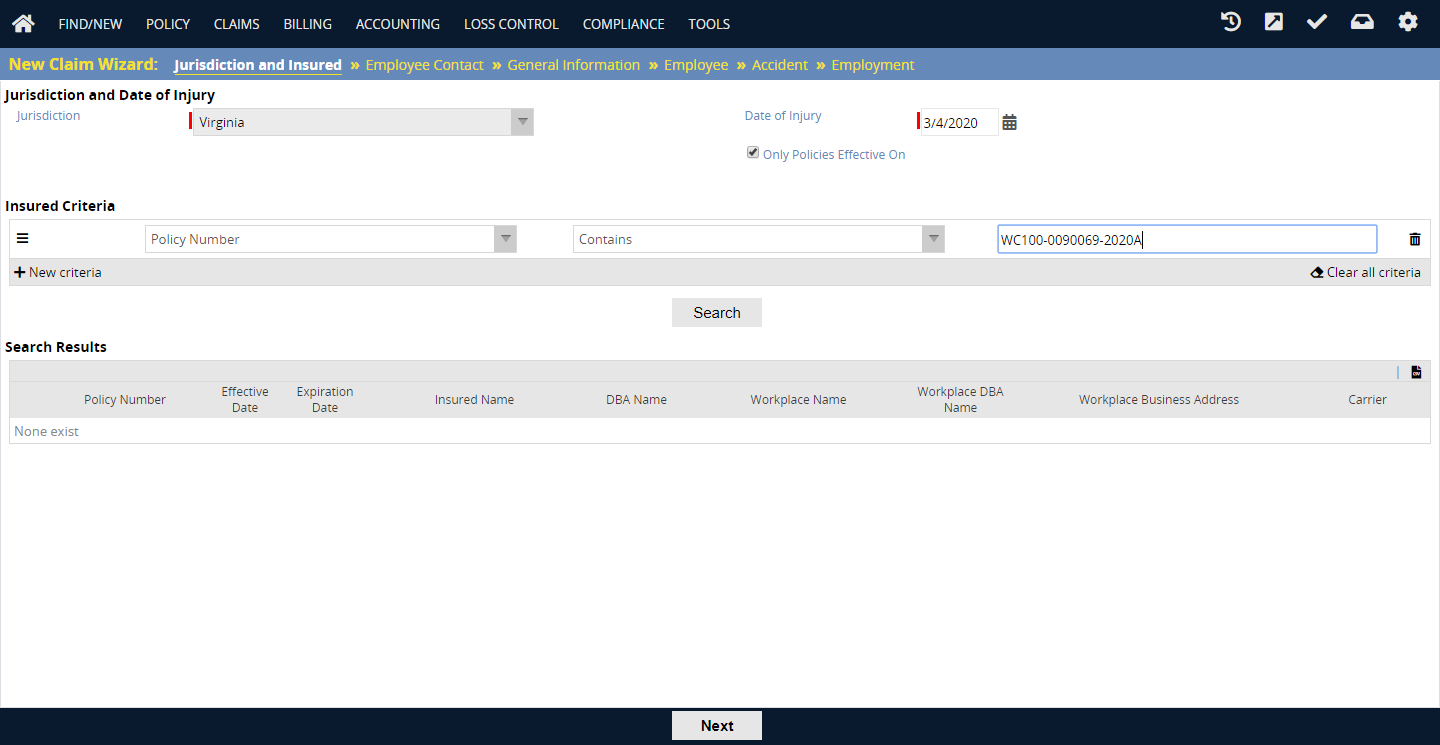 FIND/NEW POLICY CLAIMS BILLING ACCOUNTING LOSS CONTROL COMPLIANCE TOOLS
New Claim Wizard: Jurisdiction and Insured » Employee Contact » General Information » Employee » Accident » Employment
Jurisdiction and Date of Injury
Jurisdiction Virginia Date of Injury 3/4/2020
Only Policies Effective On
Insured Criteria
Policy Number Contains WC100-0090069-2020A
New criteria Clear all criteria
Search
Search Results
Policy Number Effective Date Expiration Date Insured Name DBA Name Workplace Name Workplace DBA Name Workplace Business Address Carrier
None exist
Next